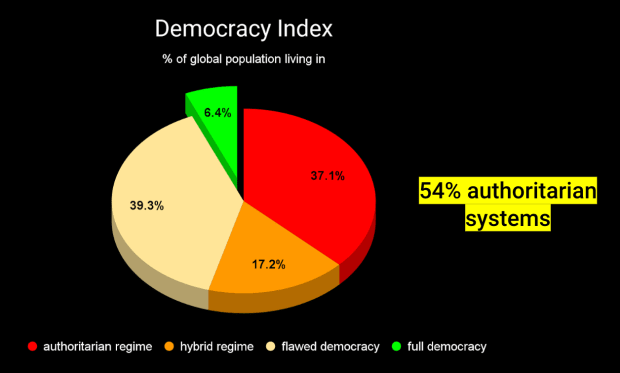 Democracy Index
% of global population living in
6.4%
37.1%
39.3%
17.2%
54% authoritarian
systems
authoritarian regime hybrid regime flawed democracy full democracy